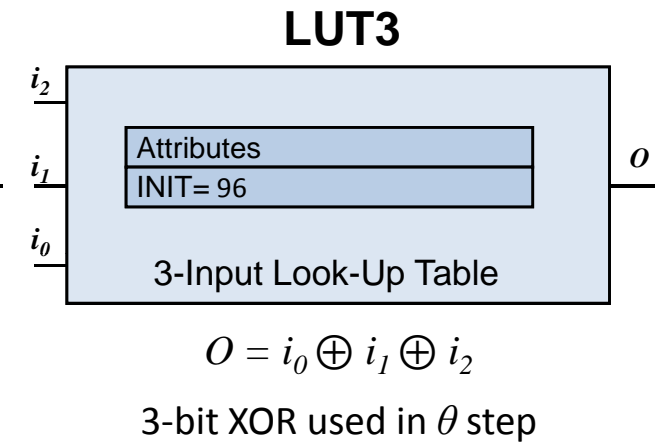 LUT3
i₂
Attributes
i₁
INIT= 96
O
i₀
3-Input Look-Up Table
O = i₀ ⊕ i₁ ⊕ i₂
3-bit XOR used in θ step